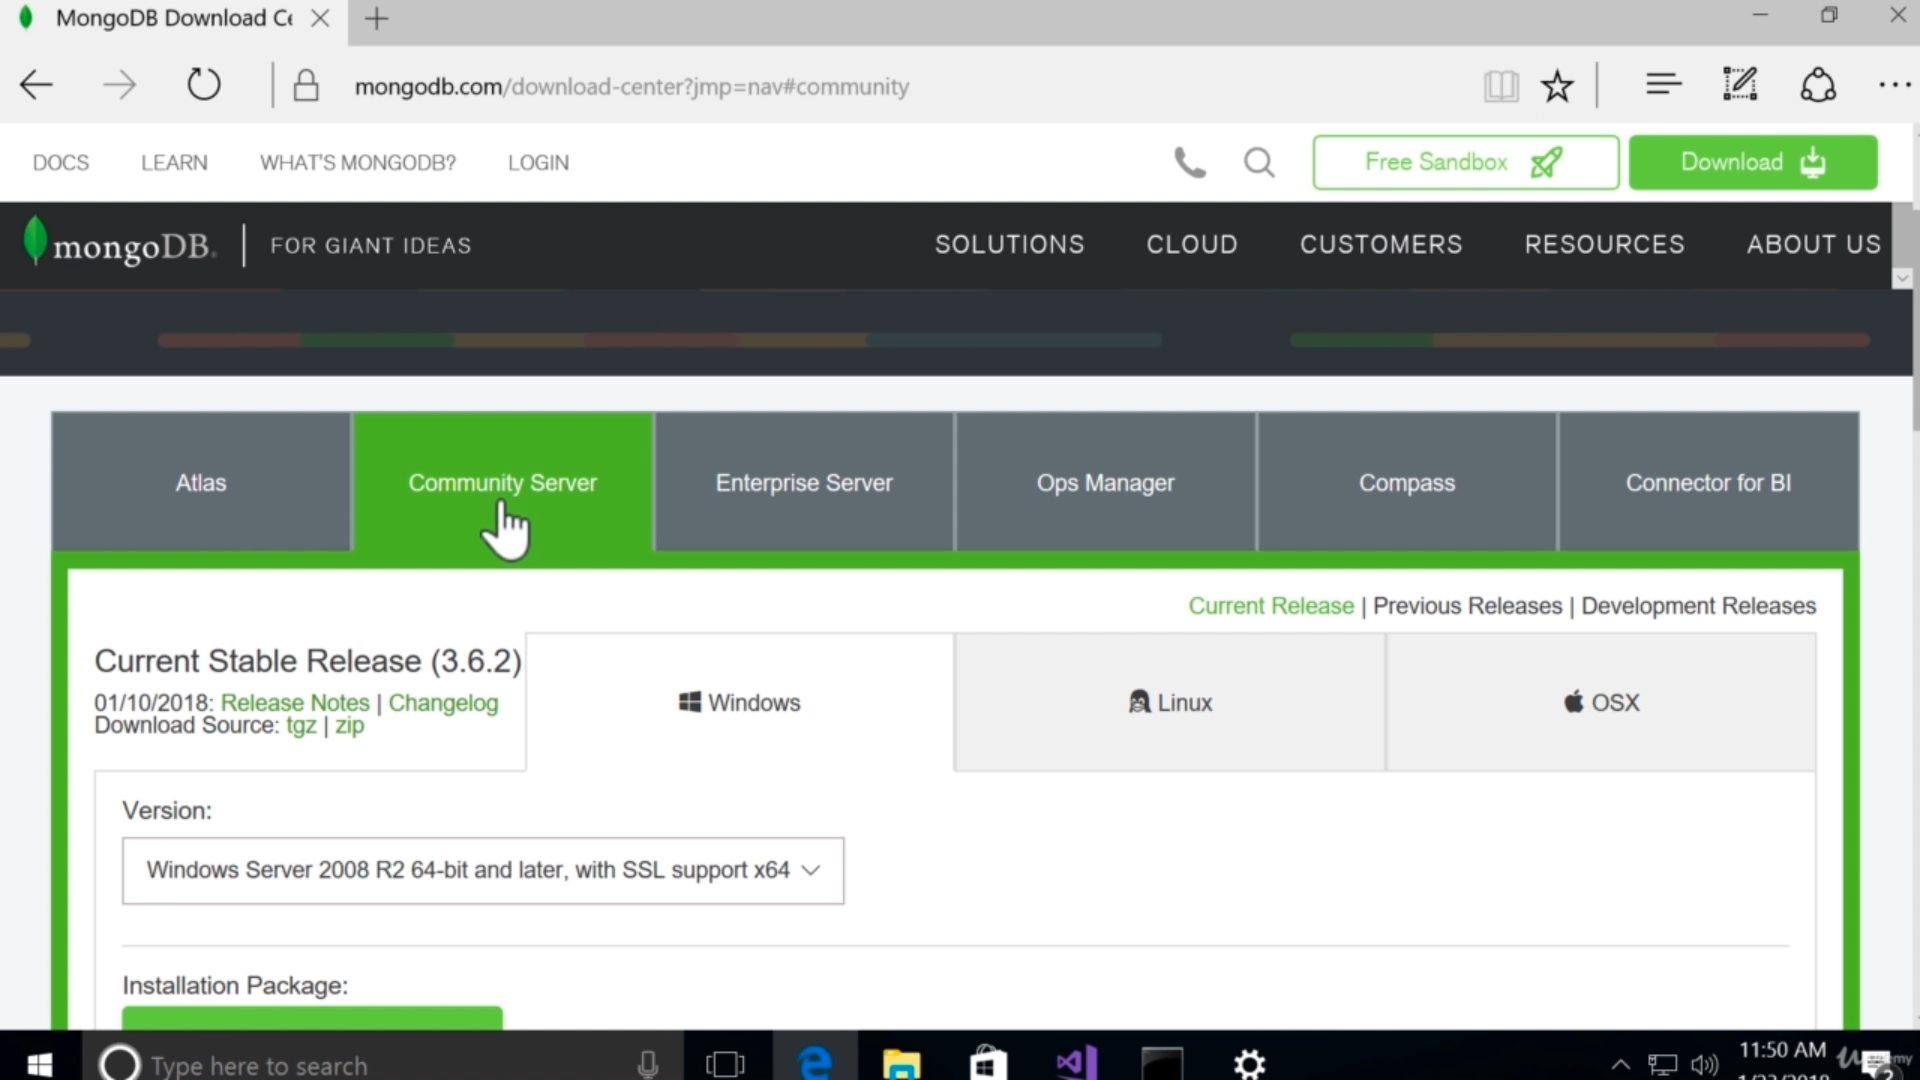 MongoDB Download Ce
mongodb.com/download-center?jmp=nav#community
DOCS LEARN WHAT'S MONGODB? LOGIN Free Sandbox Download
mongoDB. FOR GIANT IDEAS SOLUTIONS CLOUD CUSTOMERS RESOURCES ABOUT US
Atlas Community Server Enterprise Server Ops Manager Compass Connector for BI
Current Release | Previous Releases | Development Releases
Current Stable Release (3.6.2)
01/10/2018: Release Notes | Changelog
Download Source: tgz | zip
Windows Linux OSX
Version:
Windows Server 2008 R2 64-bit and later, with SSL support x64
Installation Package:
Type here to search
11:50 AM